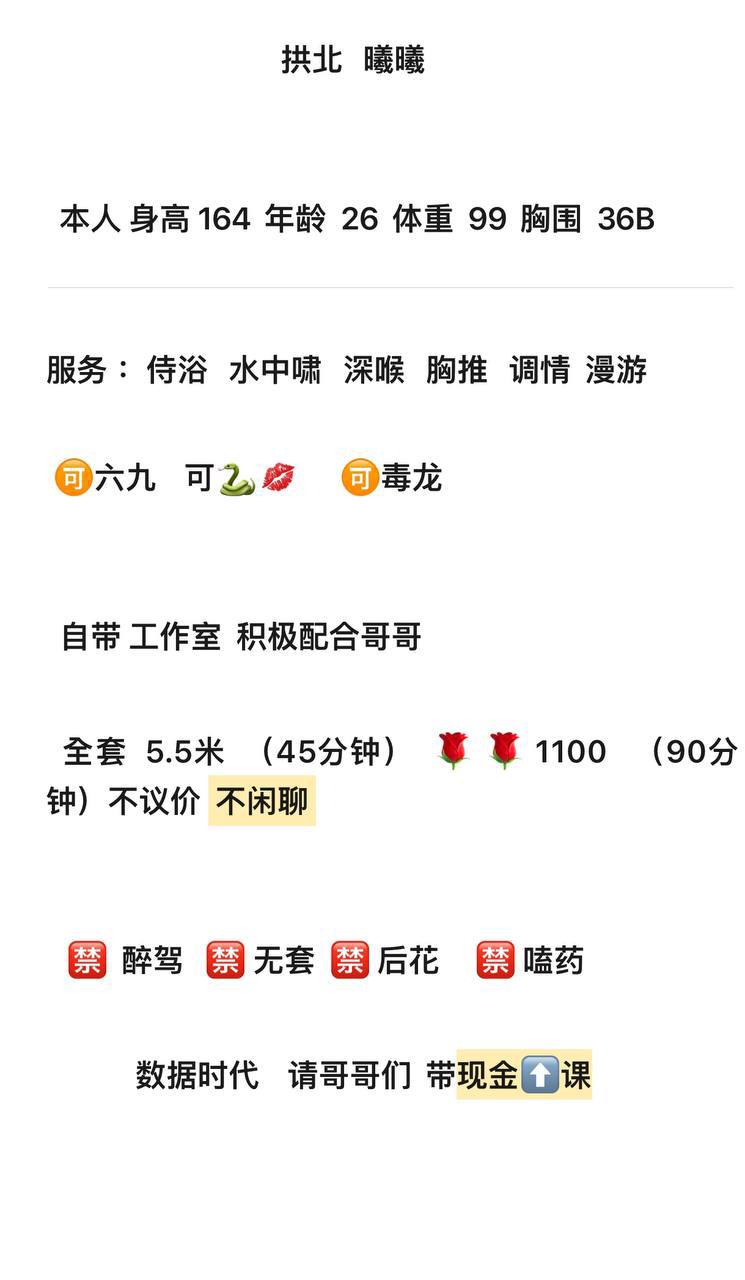 拱北 曦曦
本人 身高 164 年龄 26 体重 99 胸围 36B
服务： 侍浴 水中啸 深喉 胸推 调情 漫游
🉑六九 可🐍💋 🉑毒龙
自带 工作室 积极配合哥哥
全套 5.5米 （45分钟） 🌹 🌹 1100 （90分
钟）不议价 不闲聊
🈲 醉驾 🈲 无套 🈲 后花 🈲 嗑药
数据时代 请哥哥们 带现金⬆️课